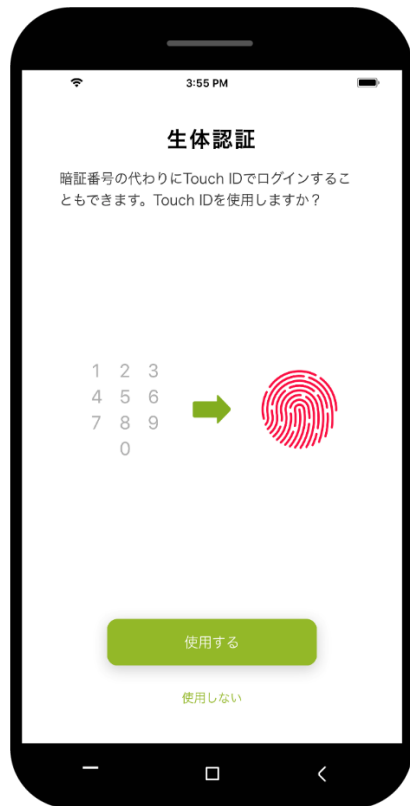 3:55 PM
生体認証
暗証番号の代わりにTouch IDでログインするこ
ともできます。Touch IDを使用しますか？
1 2 3
4 5 6
7 8 9
0
使用する
使用しない